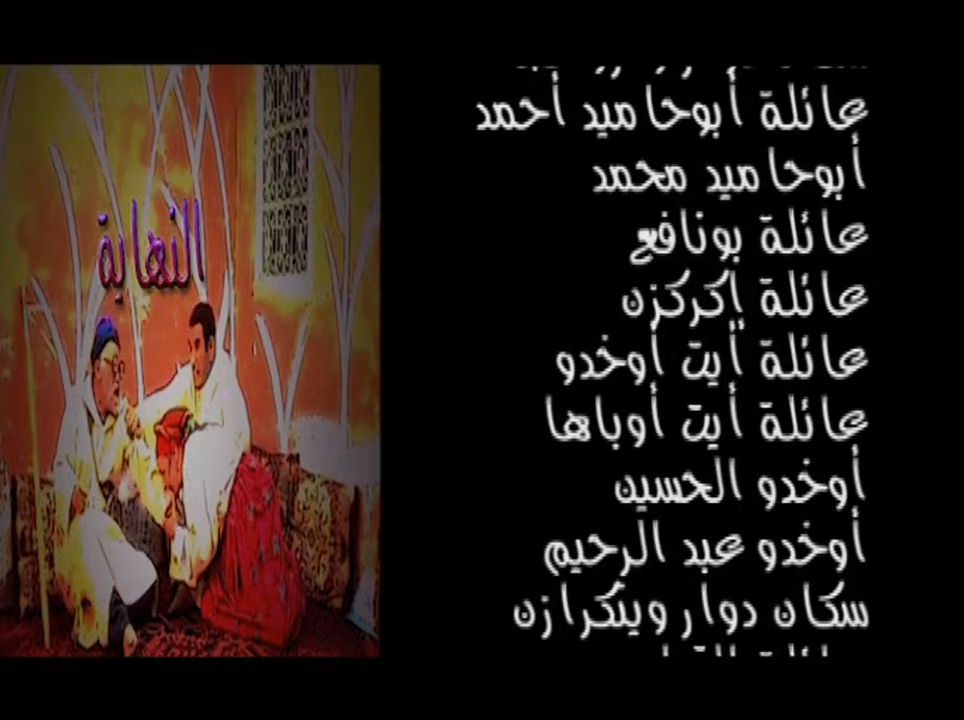 عائلة أبوحاميد أحمد
أبوحاميد محمد
عائلة بونافع
عائلة إكركزن
عائلة أيت أوخدو
عائلة أيت أوباها
أوخدو الحسين
أوخدو عبد الرحيم
سكان دوار وينكرازن
النهاية